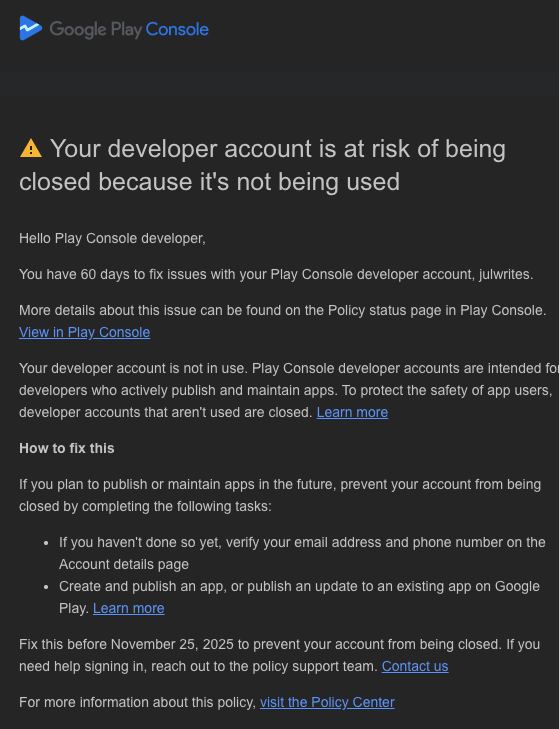 Google Play Console
Your developer account is at risk of being
closed because it's not being used
Hello Play Console developer,
You have 60 days to fix issues with your Play Console developer account, julwrites.
More details about this issue can be found on the Policy status page in Play Console.
View in Play Console
Your developer account is not in use. Play Console developer accounts are intended for
developers who actively publish and maintain apps. To protect the safety of app users,
developer accounts that aren't used are closed. Learn more
How to fix this
If you plan to publish or maintain apps in the future, prevent your account from being
closed by completing the following tasks:
• If you haven't done so yet, verify your email address and phone number on the
Account details page
• Create and publish an app, or publish an update to an existing app on Google
Play. Learn more
Fix this before November 25, 2025 to prevent your account from being closed. If you
need help signing in, reach out to the policy support team. Contact us
For more information about this policy, visit the Policy Center